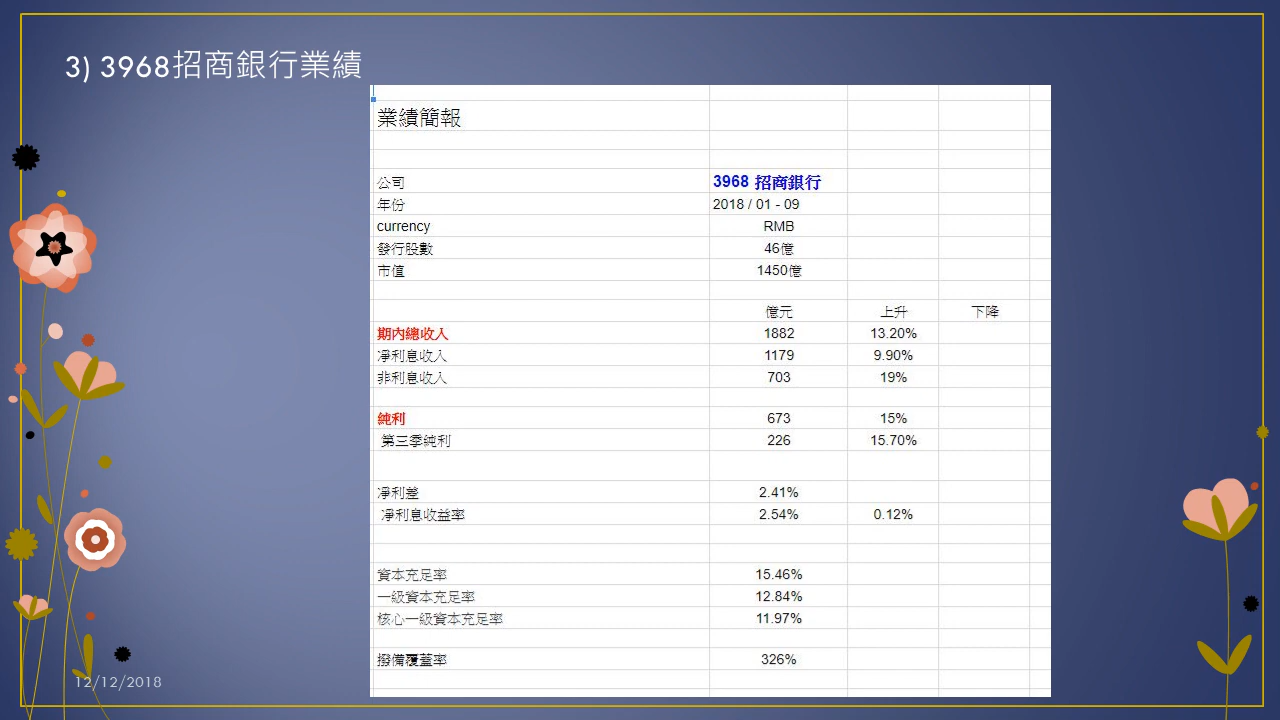 3) 3968招商銀行業績
業績簡報
公司 3968 招商銀行
年份 2018 / 01 - 09
currency RMB
發行股數 46億
市值 1450億
億元 上升 下降
期內總收入 1882 13.20%
凈利息收入 1179 9.90%
非利息收入 703 19%
純利 673 15%
第三季純利 226 15.70%
凈利差 2.41%
凈利息收益率 2.54% 0.12%
資本充足率 15.46%
一級資本充足率 12.84%
核心一級資本充足率 11.97%
撥備覆蓋率 326%
12/12/2018